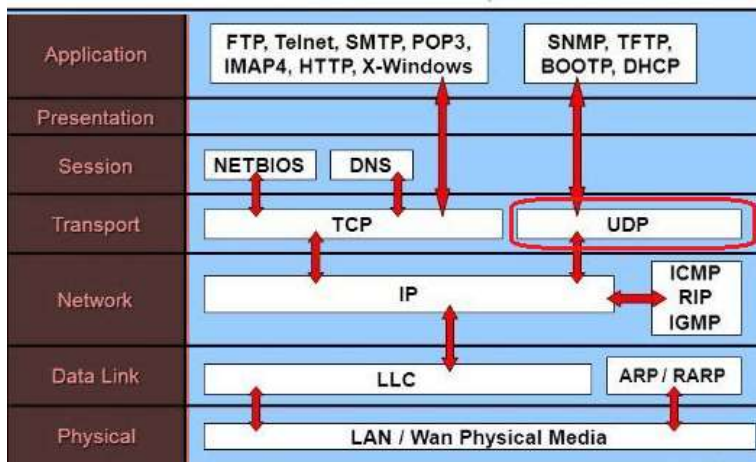 Application
FTP, Telnet, SMTP, POP3,
IMAP4, HTTP, X-Windows
SNMP, TFTP,
BOOTP, DHCP
Presentation
Session
NETBIOS
DNS
Transport
TCP
UDP
Network
IP
ICMP
RIP
IGMP
Data Link
LLC
ARP / RARP
Physical
LAN / Wan Physical Media